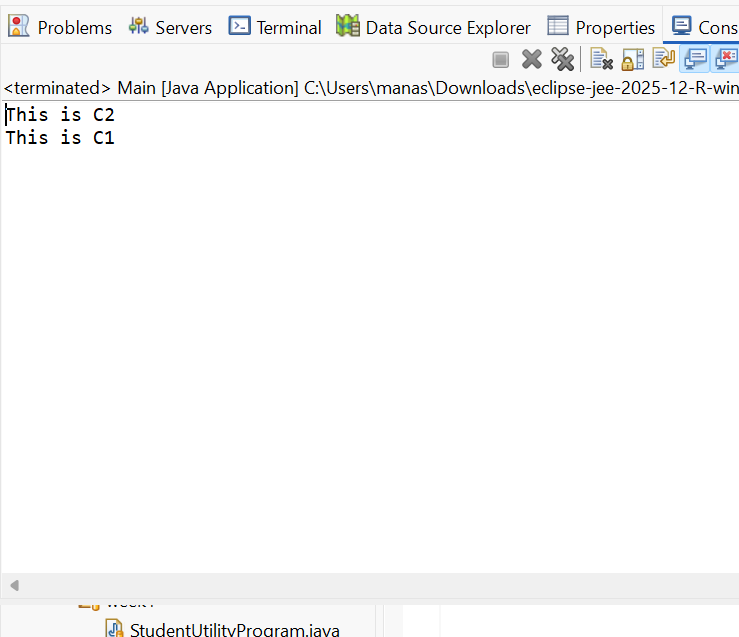 Problems Servers Terminal Data Source Explorer Properties Cons
<terminated> Main [Java Application] C:\Users\manas\Downloads\eclipse-jee-2025-12-R-win
This is C2
This is C1
StudentUtilityProgram.java